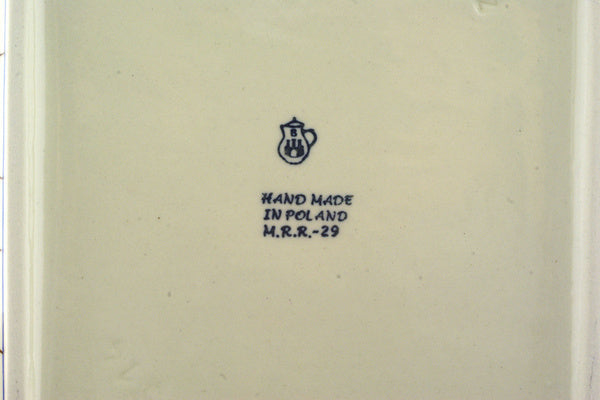 B
HAND MADE
IN POLAND
M.R.R.-29